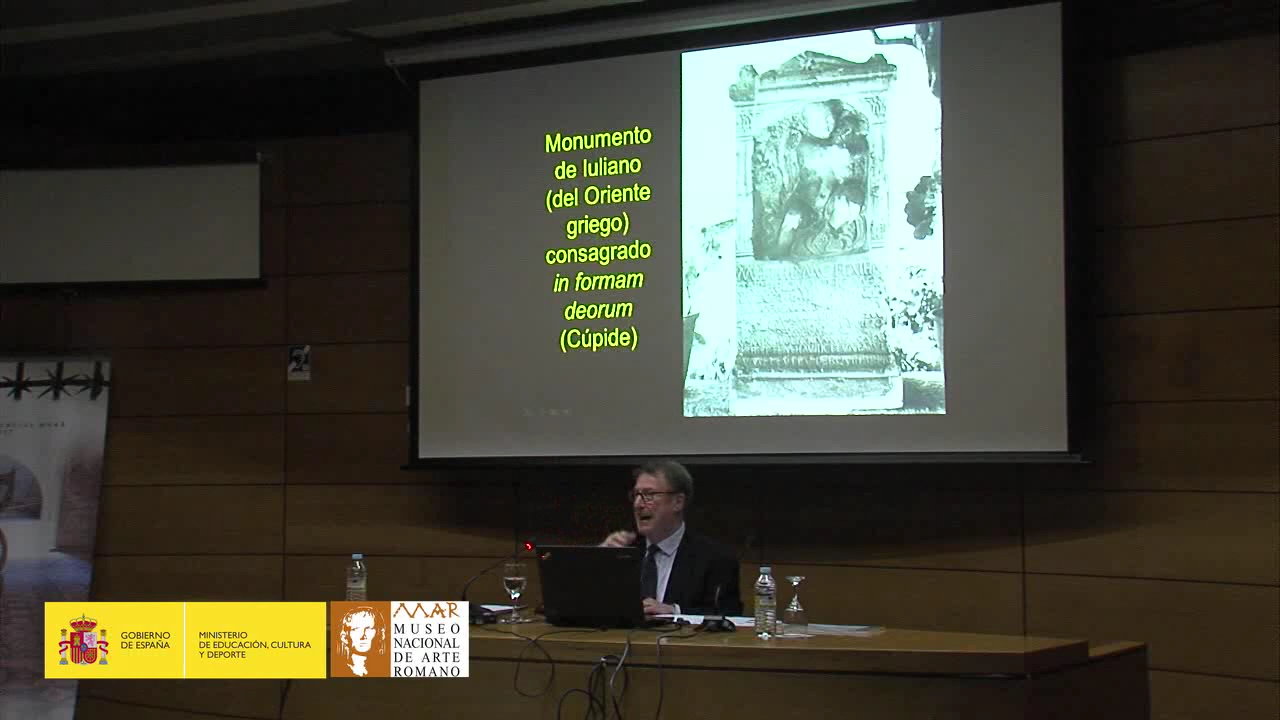 Monumento
de Iuliano
(del Oriente
griego)
consagrado
in formam
deorum
(Cúpide)
GOBIERNO
DE ESPAÑA
MINISTERIO
DE EDUCACIÓN, CULTURA
Y DEPORTE
MAR
MUSEO
NACIONAL
DE ARTE
ROMANO